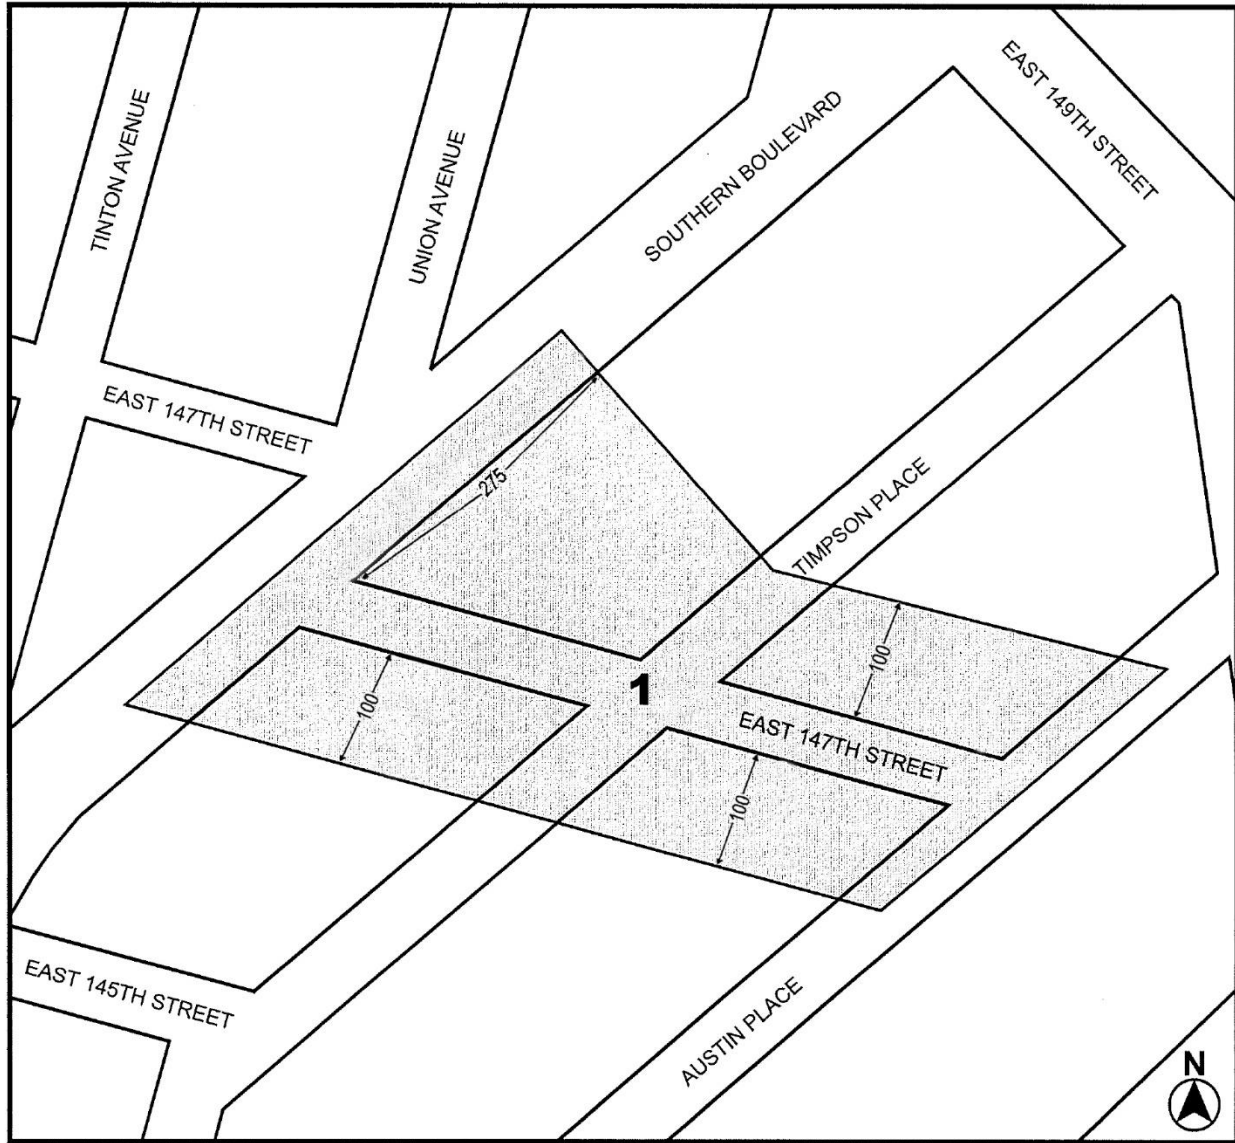 EAST 149TH STREET
SOUTHERN BOULEVARD
TINTON AVENUE
UNION AVENUE
EAST 147TH STREET
275
TIMPSON PLACE
100
100
1
EAST 147TH STREET
100
EAST 145TH STREET
AUSTIN PLACE
N